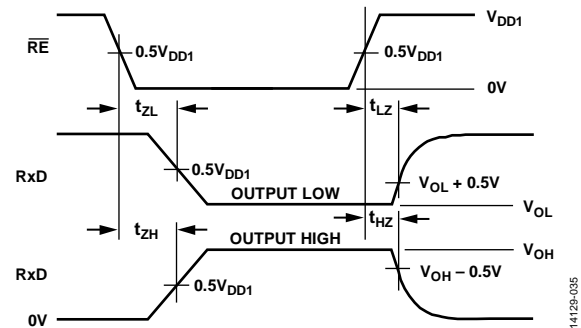 V_DD1
RE
0.5V_DD1
0.5V_DD1
0V
t_ZL
t_LZ
RxD
0.5V_DD1
V_OL + 0.5V
OUTPUT LOW
V_OL
t_ZH
t_HZ
OUTPUT HIGH
V_OH
RxD
V_OH – 0.5V
0.5V_DD1
0V
14129-035